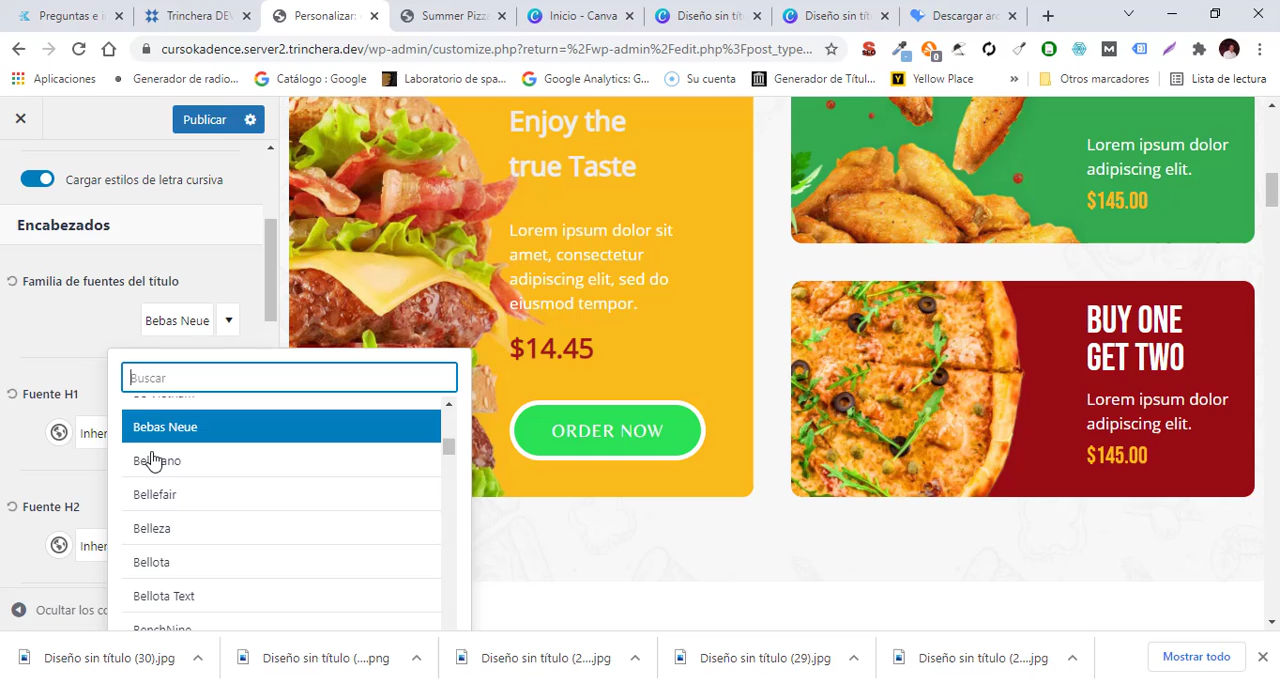 Preguntas e i
Trinchera DEV
Personalizar:
Summer Pizza
Inicio - Canva
Diseño sin títu
Diseño sin títu
Descargar arc
cursokadence.server2.trinchera.dev/wp-admin/customize.php?return=%2Fwp-admin%2Fedit.php%3Fpost_type...
Aplicaciones
Generador de radio...
Catálogo : Google
Laboratorio de spa...
Google Analytics: G...
Su cuenta
Generador de Títul...
Yellow Place
»
Otros marcadores
Lista de lectura
Publicar
Cargar estilos de letra cursiva
Encabezados
Familia de fuentes del título
Bebas Neue
Buscar
Bebas Neue
Bellefair
Belleza
Bellota
Bellota Text
BenchNine
Fuente H1
Inher
Fuente H2
Inher
Ocultar los co
Enjoy the
true Taste
Lorem ipsum dolor sit
amet, consectetur
adipiscing elit, sed do
eiusmod tempor.
$14.45
ORDER NOW
Lorem ipsum dolor
adipiscing elit.
$145.00
BUY ONE
GET TWO
Lorem ipsum dolor
adipiscing elit.
$145.00
Diseño sin título (30).jpg
Diseño sin título (....png
Diseño sin título (2....jpg
Diseño sin título (29).jpg
Diseño sin título (2....jpg
Mostrar todo